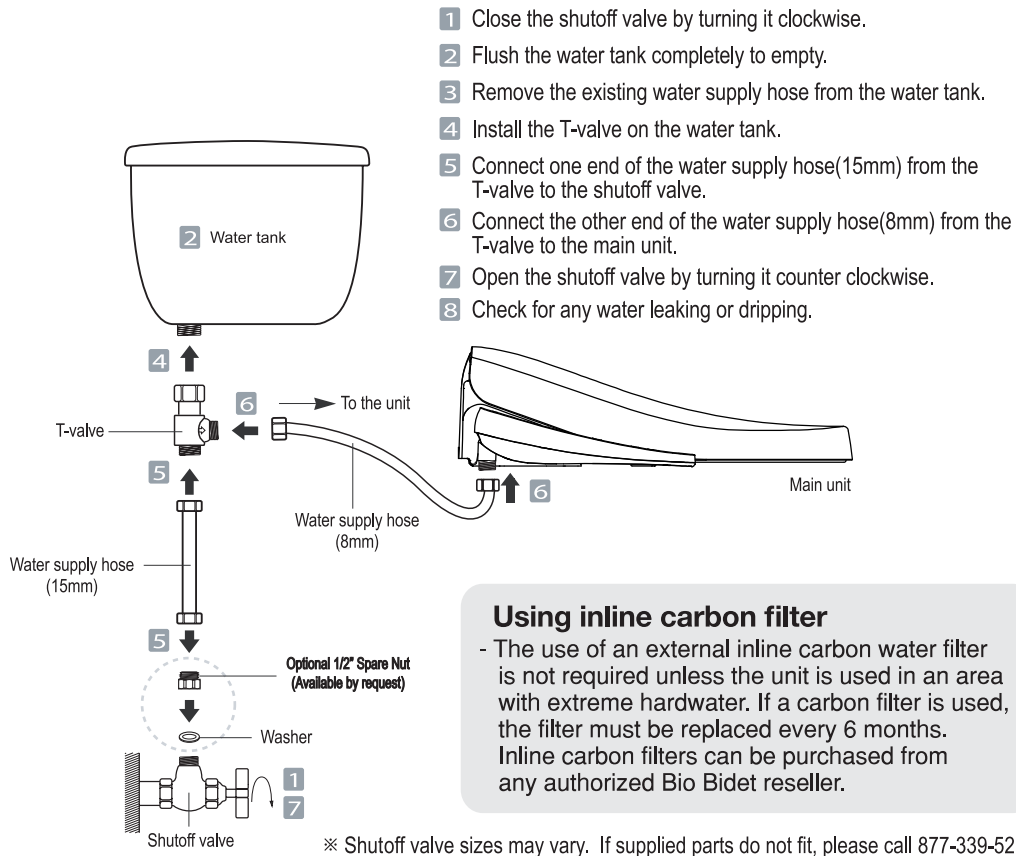 1 Close the shutoff valve by turning it clockwise.
2 Flush the water tank completely to empty.
3 Remove the existing water supply hose from the water tank.
4 Install the T-valve on the water tank.
5 Connect one end of the water supply hose(15mm) from the
T-valve to the shutoff valve.
6 Connect the other end of the water supply hose(8mm) from the
T-valve to the main unit.
7 Open the shutoff valve by turning it counter clockwise.
8 Check for any water leaking or dripping.
2 Water tank
4
6
To the unit
T-valve
5
6
Main unit
Water supply hose
(8mm)
Water supply hose
(15mm)
5
Optional 1/2" Spare Nut
(Available by request)
Washer
1
7
Shutoff valve
Using inline carbon filter
- The use of an external inline carbon water filter
is not required unless the unit is used in an area
with extreme hardwater. If a carbon filter is used,
the filter must be replaced every 6 months.
Inline carbon filters can be purchased from
any authorized Bio Bidet reseller.
※ Shutoff valve sizes may vary. If supplied parts do not fit, please call 877-339-52